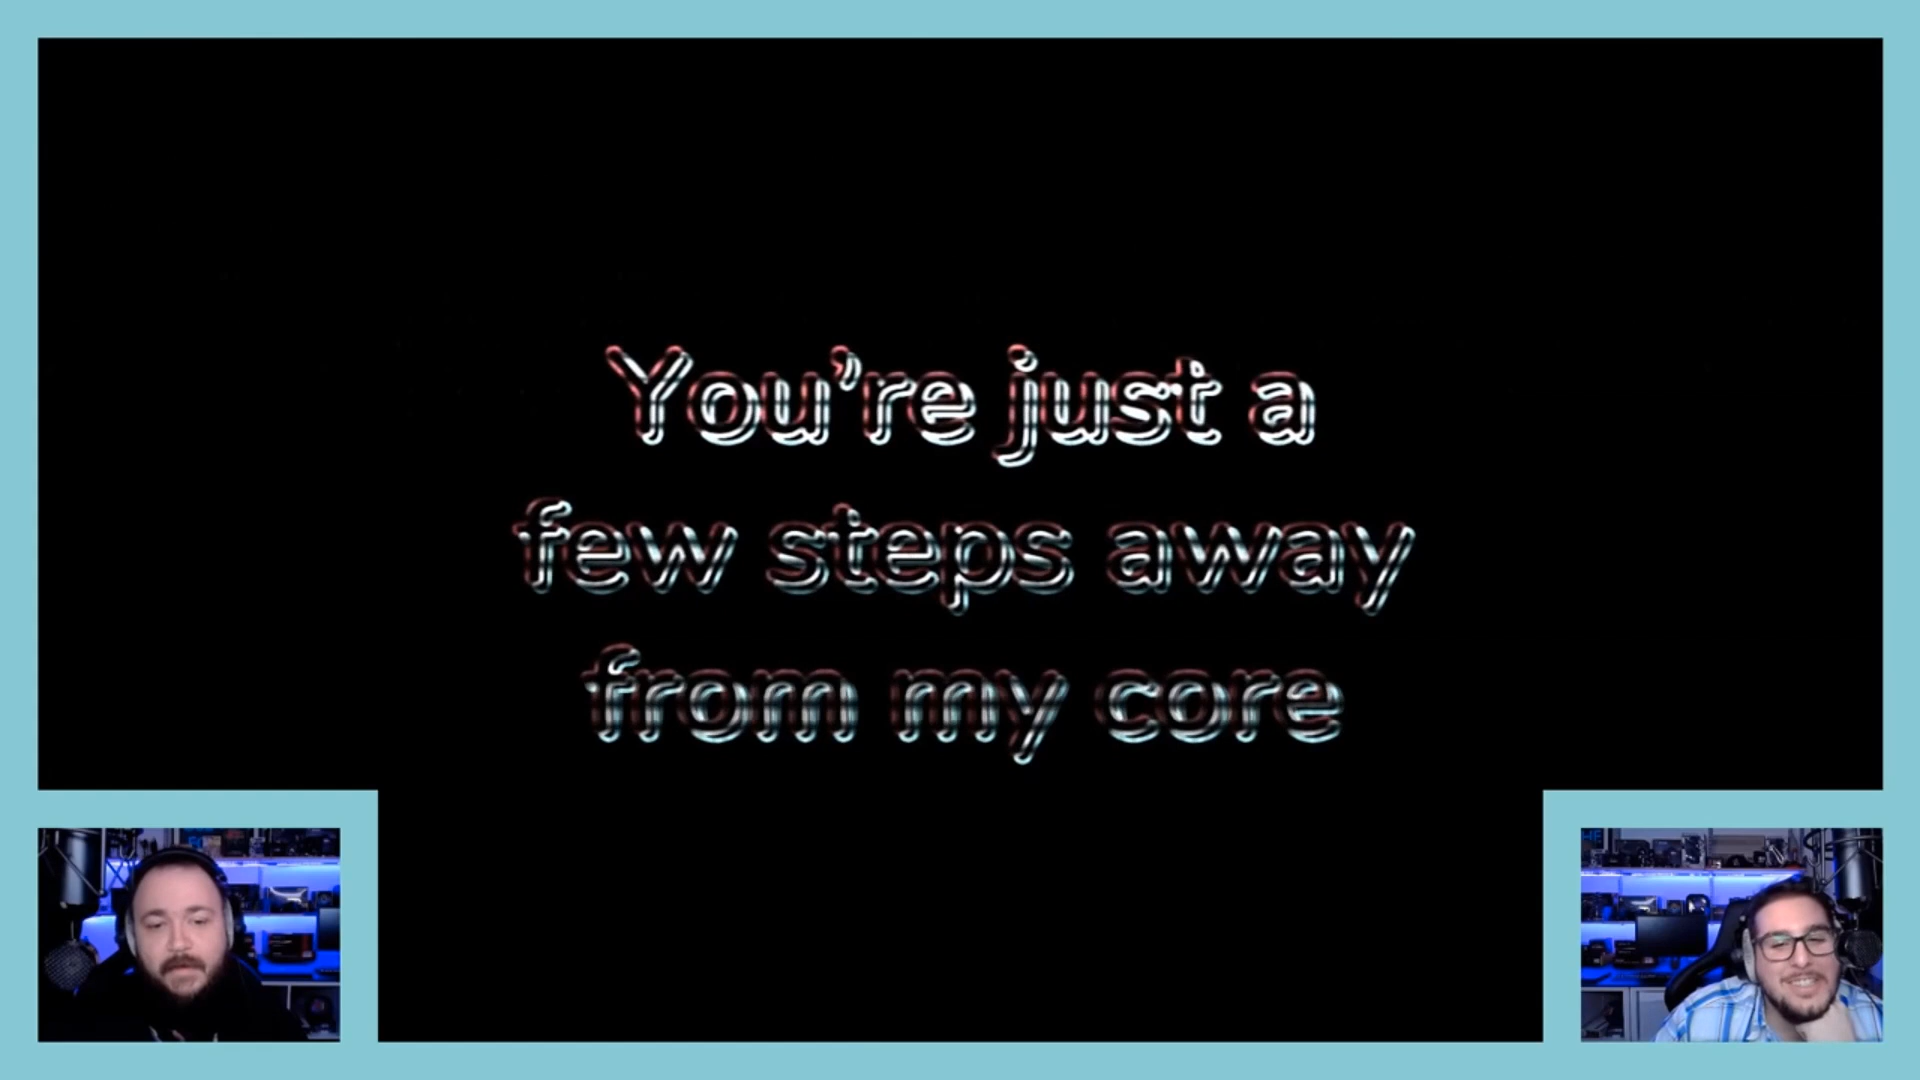 You’re just a
few steps away
from my core